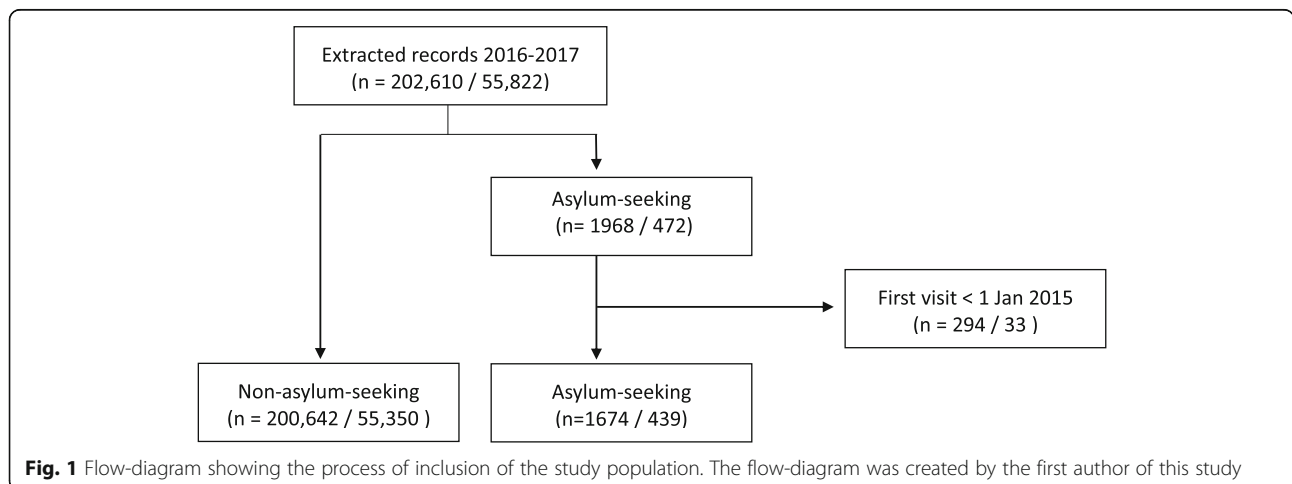 Extracted records 2016-2017
(n = 202,610 / 55,822)
Asylum-seeking
(n= 1968 / 472)
First visit < 1 Jan 2015
(n = 294 / 33 )
Non-asylum-seeking
(n = 200,642 / 55,350 )
Asylum-seeking
(n=1674 / 439)
Fig. 1 Flow-diagram showing the process of inclusion of the study population. The flow-diagram was created by the first author of this study